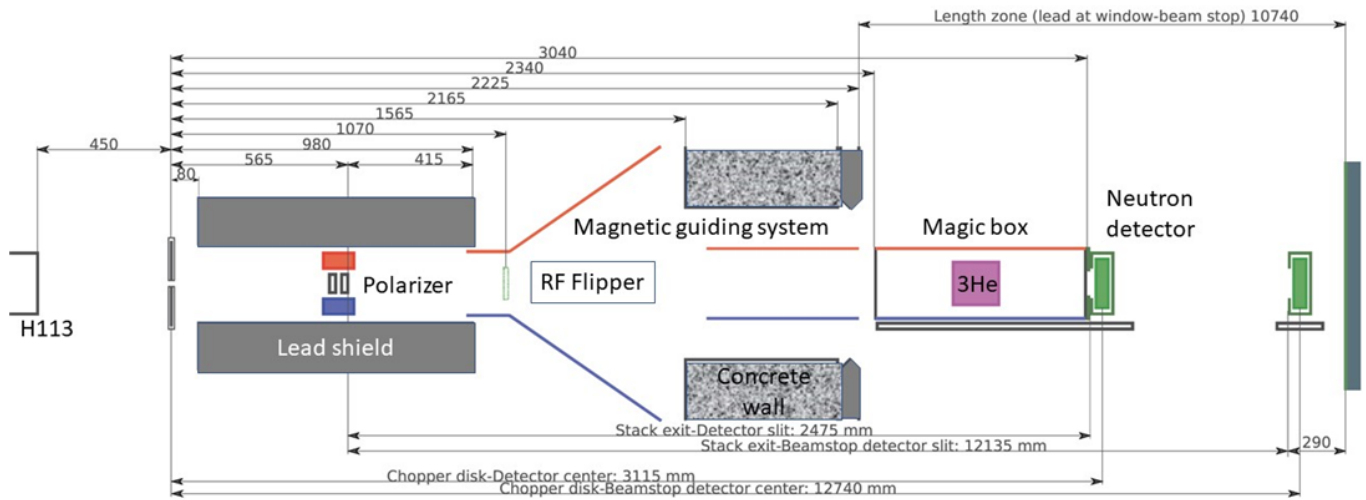 Length zone (lead at window-beam stop) 10740
3040
2340
2225
2165
1565
1070
450
980
565
415
80
Neutron
detector
Magnetic guiding system
Magic box
Polarizer
RF Flipper
3He
H113
Lead shield
Concrete
wall
Stack exit-Detector slit: 2475 mm
Stack exit-Beamstop detector slit: 12135 mm
290
Chopper disk-Detector center: 3115 mm
Chopper disk-Beamstop detector center: 12740 mm